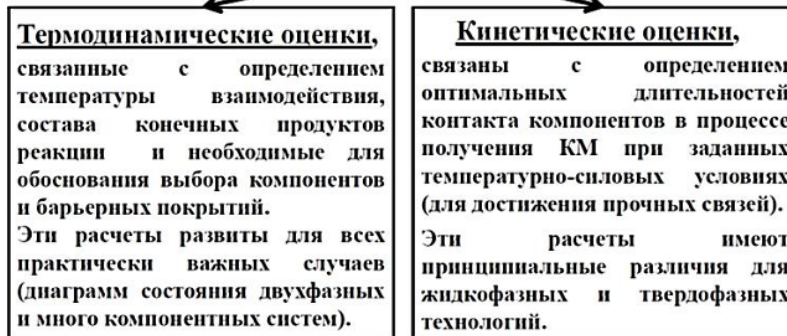 Термодинамические оценки,
связанные с определением
температуры взаимодействия,
состава конечных продуктов
реакции и необходимые для
обоснования выбора компонентов
и барьерных покрытий.
Эти расчеты развиты для всех
практически важных случаев
(диаграмм состояния двухфазных
и много компонентных систем).
Кинетические оценки,
связаны с определением
оптимальных длительностей
контакта компонентов в процессе
получения КМ при заданных
температурно-силовых условиях
(для достижения прочных связей).
Эти расчеты имеют
принципиальные различия для
жидкофазных и твердофазных
технологий.